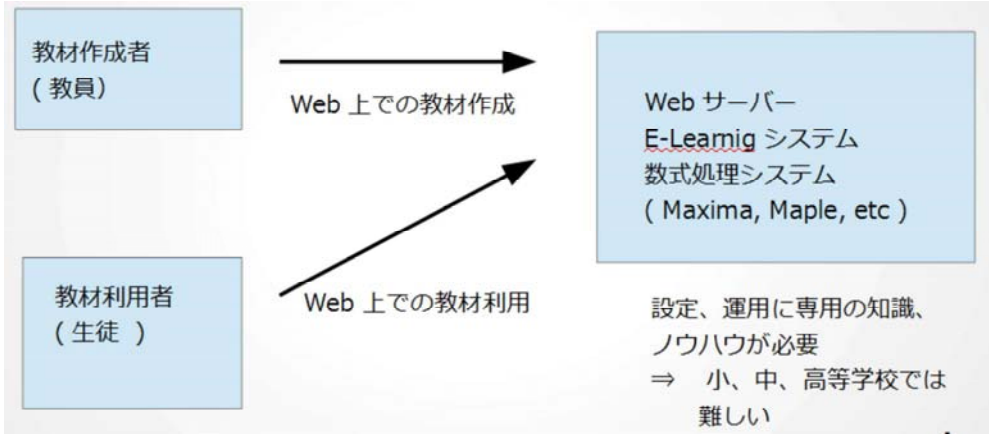 教材作成者
( 教員）
Web 上での教材作成
Web サーバー
E-Learnig システム
数式処理システム
( Maxima, Maple, etc )
教材利用者
( 生徒 )
Web 上での教材利用
設定、運用に専用の知識、
ノウハウが必要
⇒ 小、中、高等学校では
難しい